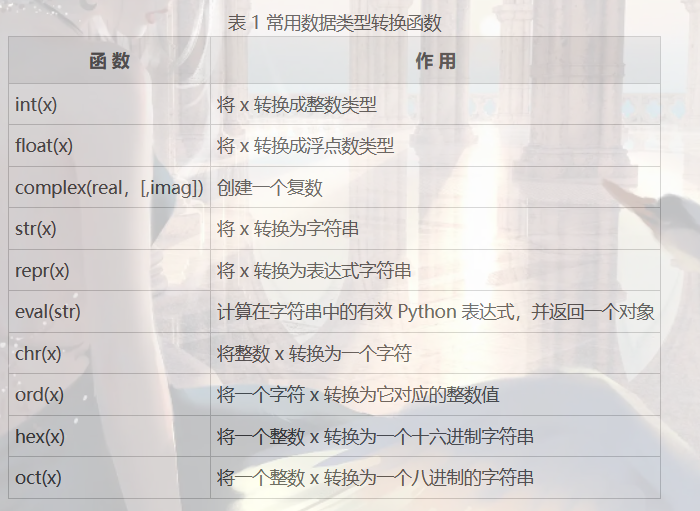 表 1 常用数据类型转换函数
函 数 作 用
int(x) 将 x 转换成整数类型
float(x) 将 x 转换成浮点数类型
complex(real，[,imag]) 创建一个复数
str(x) 将 x 转换为字符串
repr(x) 将 x 转换为表达式字符串
eval(str) 计算在字符串中的有效 Python 表达式，并返回一个对象
chr(x) 将整数 x 转换为一个字符
ord(x) 将一个字符 x 转换为它对应的整数值
hex(x) 将一个整数 x 转换为一个十六进制字符串
oct(x) 将一个整数 x 转换为一个八进制的字符串